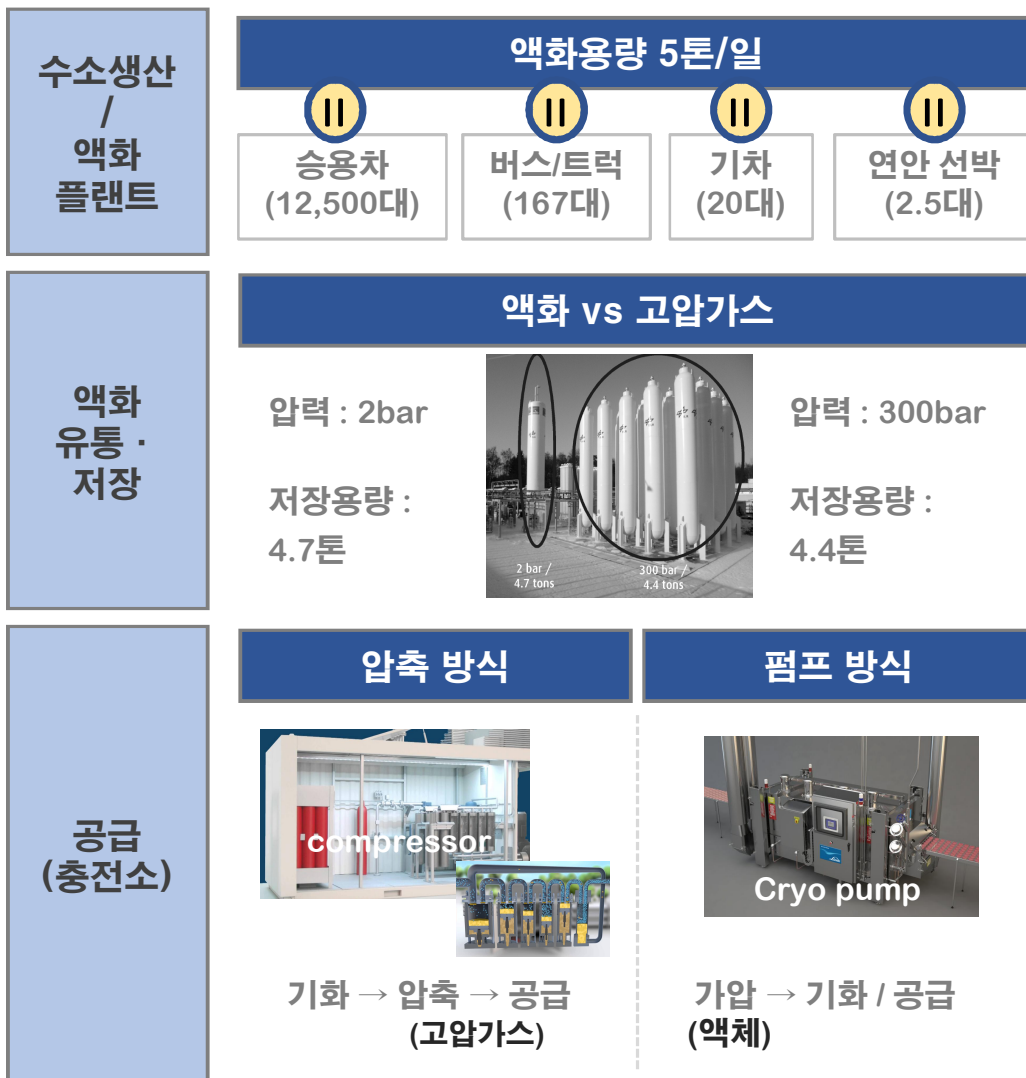 수소생산
/
액화
플랜트
액화용량 5톤/일
승용차
(12,500대)
버스/트럭
(167대)
기차
(20대)
연안 선박
(2.5대)
액화
유통 ·
저장
액화 vs 고압가스
압력 : 2bar
저장용량 :
4.7톤
2 bar /
4.7 tons
300 bar /
4.4 tons
압력 : 300bar
저장용량 :
4.4톤
공급
(충전소)
압축 방식
compressor
기화 → 압축 → 공급
(고압가스)
펌프 방식
Cryo pump
가압 → 기화 / 공급
(액체)